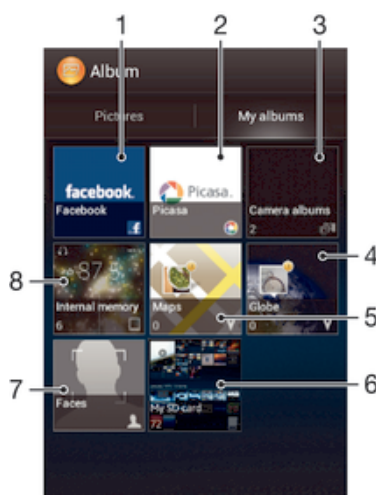 1 2 3
Album
Pictures My albums
facebook. Picasa.
Facebook Picasa Camera albums
2
4
8
Internal memory Maps Globe
6 0 0
5
7
Faces My SD-card
6
72